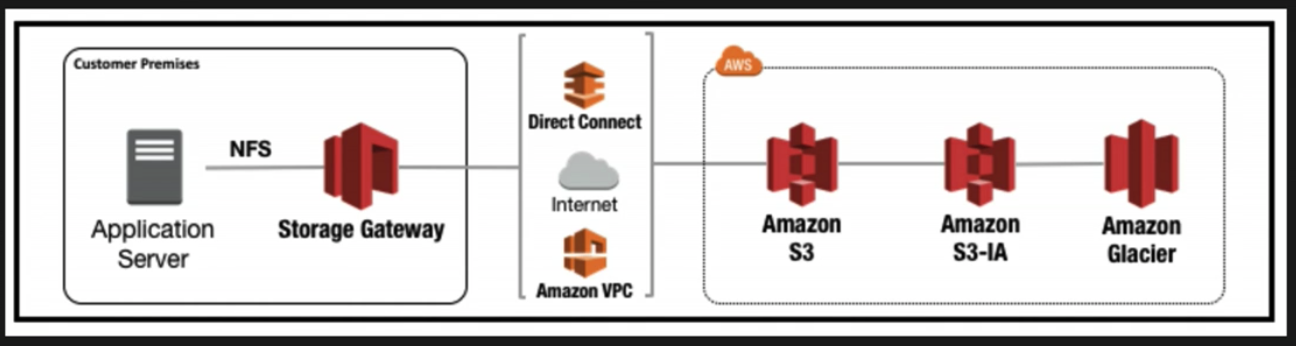 Customer Premises
NFS
Application
Server
Storage Gateway
Direct Connect
Internet
Amazon VPC
AWS
Amazon
S3
Amazon
S3-IA
Amazon
Glacier